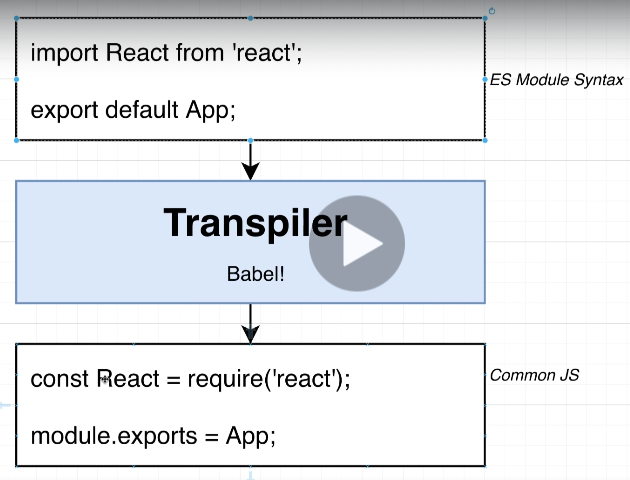 import React from 'react';
export default App;
ES Module Syntax
Transpiler
Babel!
const React = require('react');
module.exports = App;
Common JS